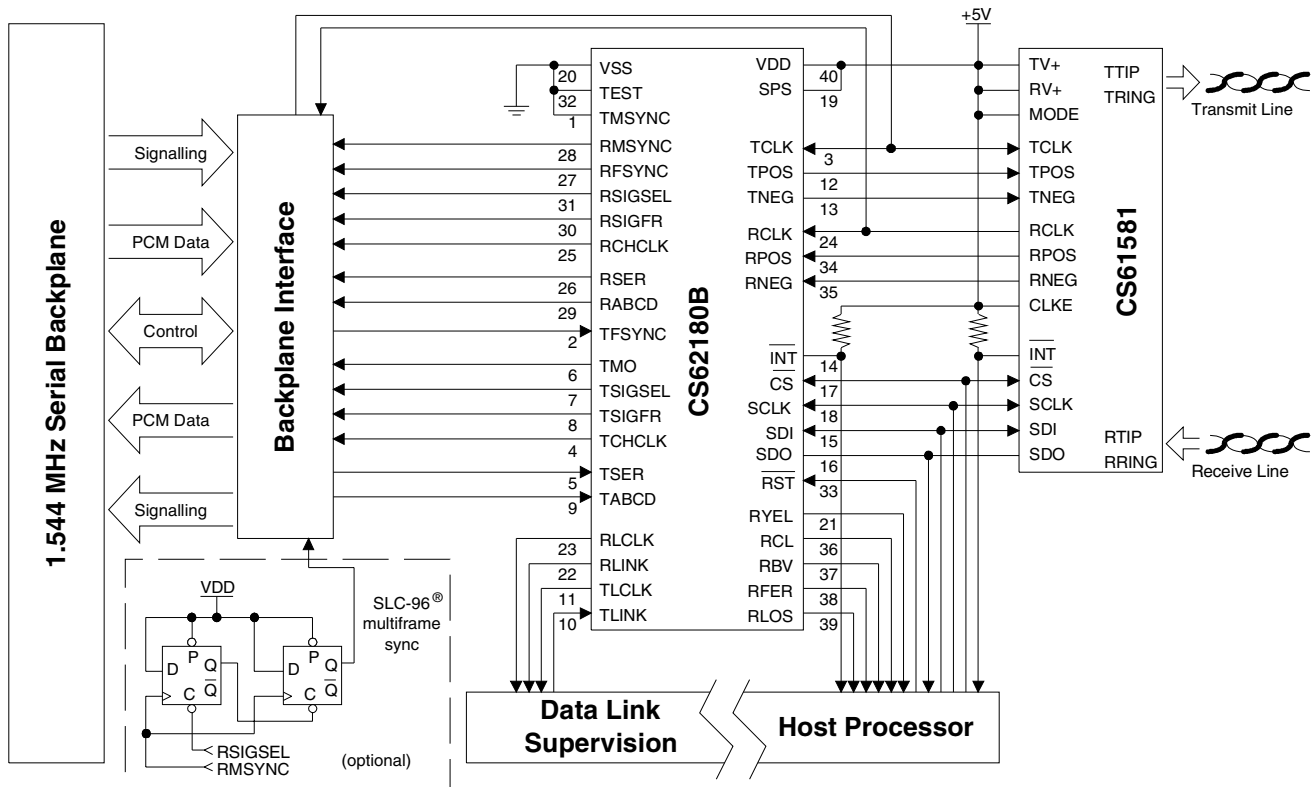 1.544 MHz Serial Backplane
Signalling
PCM Data
Control
PCM Data
Signalling
Backplane Interface
VDD
SLC-96®
multiframe
sync
D
P
Q
Q
C
D
P
Q
Q
C
RSIGSEL
RMSYNC
(optional)
CS62180B
VSS
20
TEST
32
TMSYNC
1
RMSYNC
28
RFSYNC
27
RSIGSEL
31
RSIGFR
30
RCHCLK
25
RSER
26
RABCD
29
TFSYNC
2
TMO
6
TSIGSEL
7
TSIGFR
8
TCHCLK
4
TSER
5
TABCD
9
RLCLK
23
RLINK
22
TLCLK
11
TLINK
10
VDD
40
SPS
19
TCLK
3
TPOS
12
TNEG
13
RCLK
24
RPOS
34
RNEG
35
INT
14
CS
17
SCLK
18
SDI
15
SDO
16
RST
33
RYEL
21
RCL
36
RBV
37
RFER
38
RLOS
39
+5V
CS61581
TV+
RV+
MODE
TCLK
TPOS
TNEG
RCLK
RPOS
RNEG
CLKE
INT
CS
SCLK
SDI
SDO
TTIP
TRING
Transmit Line
RTIP
RRING
Receive Line
Data Link
Supervision
Host Processor